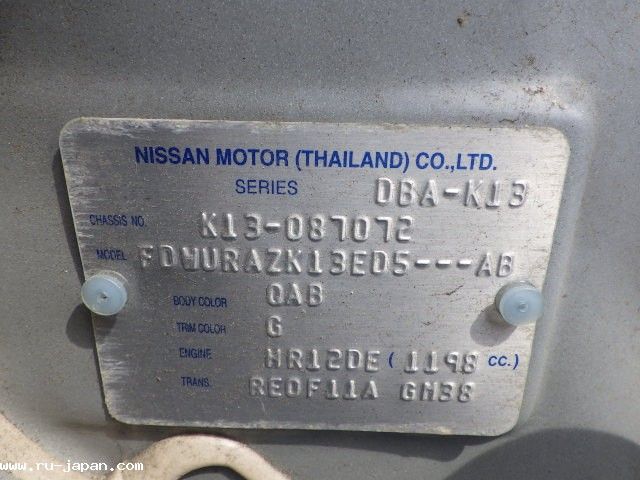 NISSAN MOTOR (THAILAND) CO.,LTD.
SERIES DBA-K13
CHASSIS NO. K13-087072
MODEL FDWURAZK13ED5---AB
BODY COLOR QAB
TRIM COLOR G
ENGINE HR12DE ( 1198 cc.)
TRANS. RE0F11A GM38
www.ru-japan.com